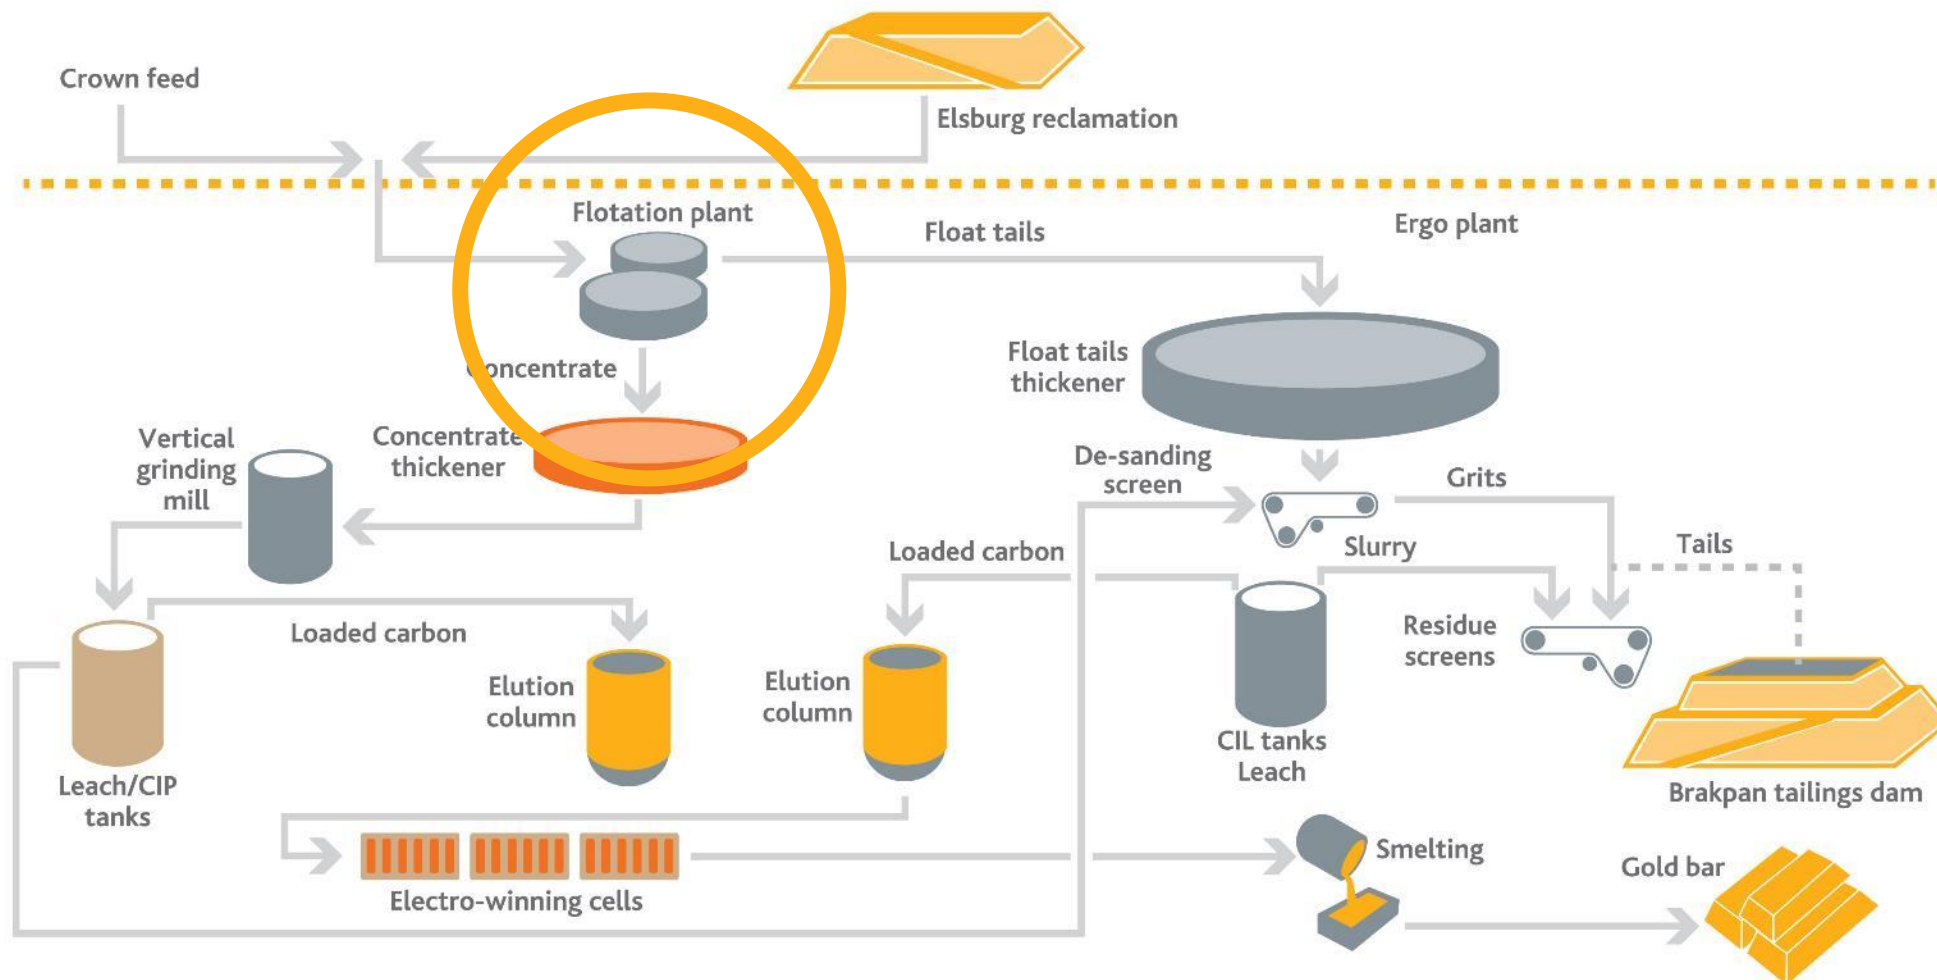 Crown feed
Elsburg reclamation
Flotation plant
Float tails
Ergo plant
Float tails
thickener
Concentrate
Concentrate
thickener
Vertical
grinding
mill
De-sanding
screen
Grits
Loaded carbon
Slurry
Tails
Loaded carbon
Residue
screens
Elution
column
Elution
column
CIL tanks
Leach
Leach/CIP
tanks
Brakpan tailings dam
Smelting
Gold bar
Electro-winning cells